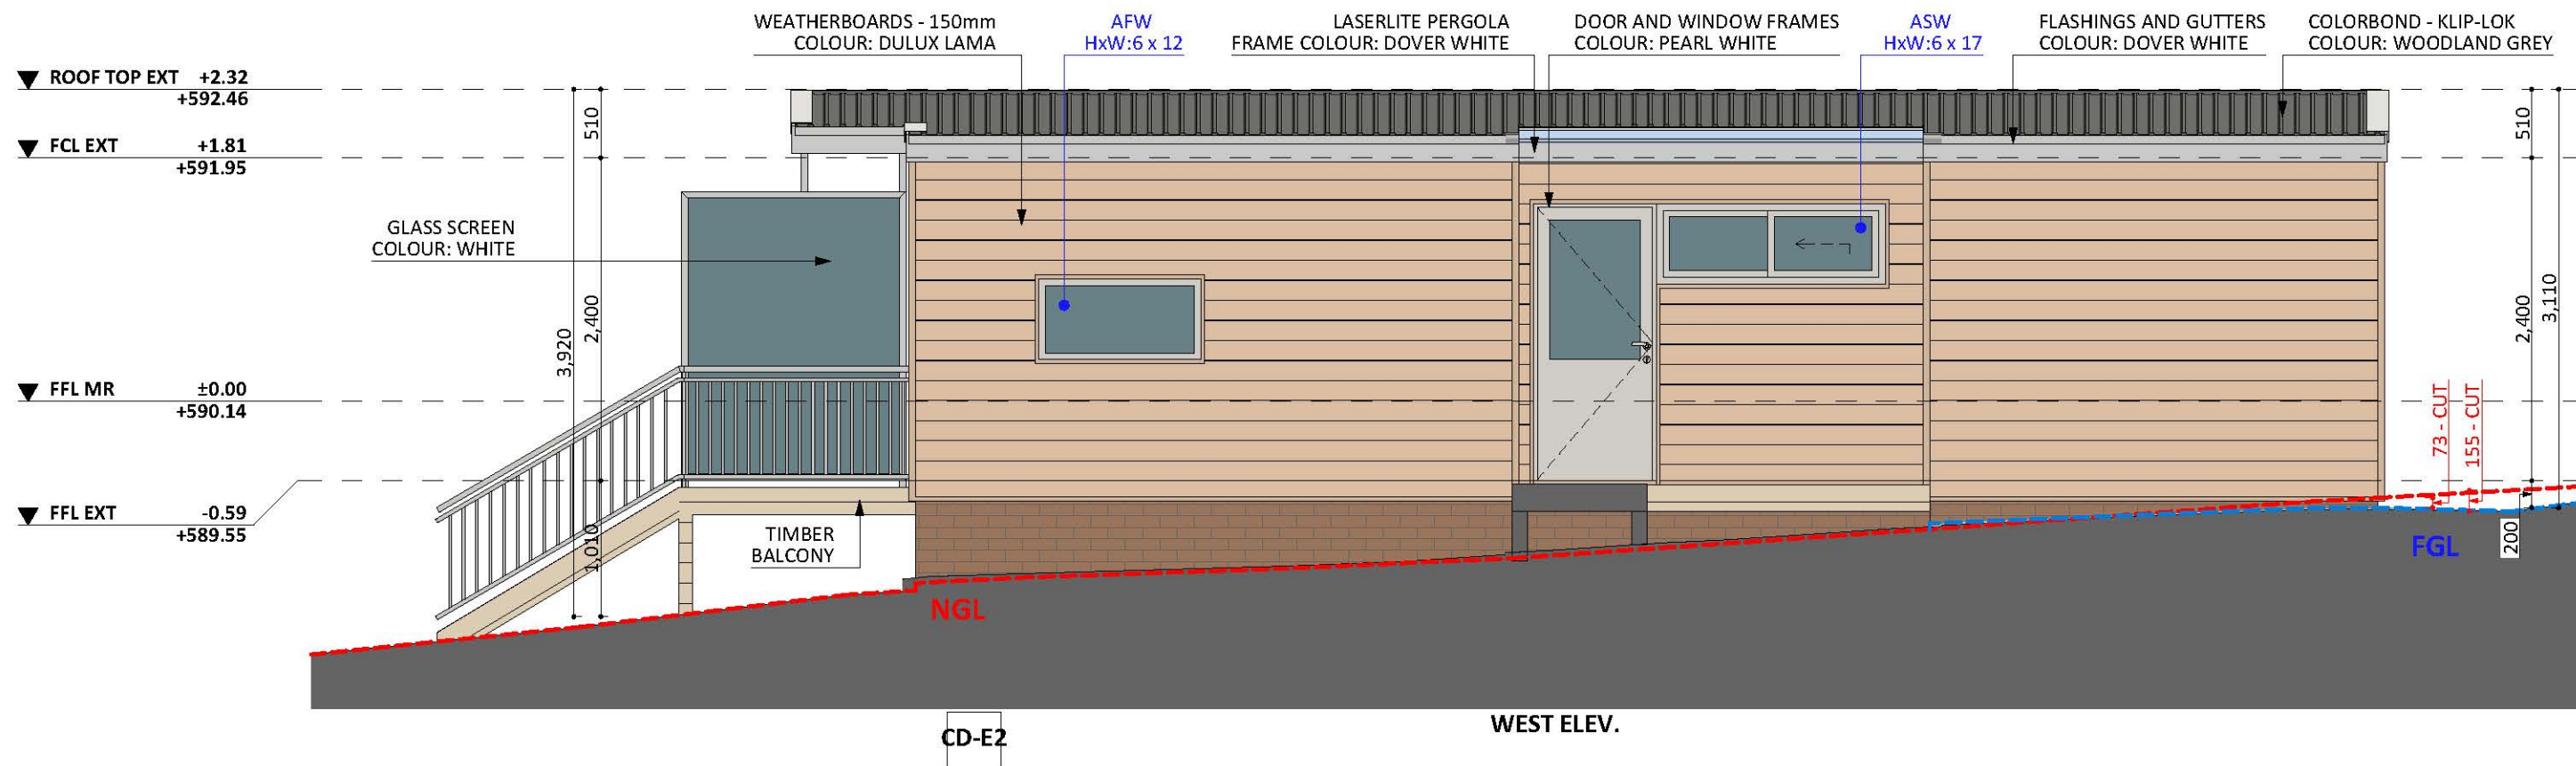 WEATHERBOARDS - 150mm
COLOUR: DULUX LAMA
AFW
HxW:6 x 12
LASERLITE PERGOLA
FRAME COLOUR: DOVER WHITE
DOOR AND WINDOW FRAMES
COLOUR: PEARL WHITE
ASW
HxW:6 x 17
FLASHINGS AND GUTTERS
COLOUR: DOVER WHITE
COLORBOND - KLIP-LOK
COLOUR: WOODLAND GREY
ROOF TOP EXT +2.32
+592.46
FCL EXT +1.81
+591.95
GLASS SCREEN
COLOUR: WHITE
FFL MR ±0.00
+590.14
FFL EXT -0.59
+589.55
510
2,400
3,920
1,010
TIMBER
BALCONY
NGL
510
2,400
3,110
73 - CUT
155 - CUT
FGL
200
WEST ELEV.
CD-E2